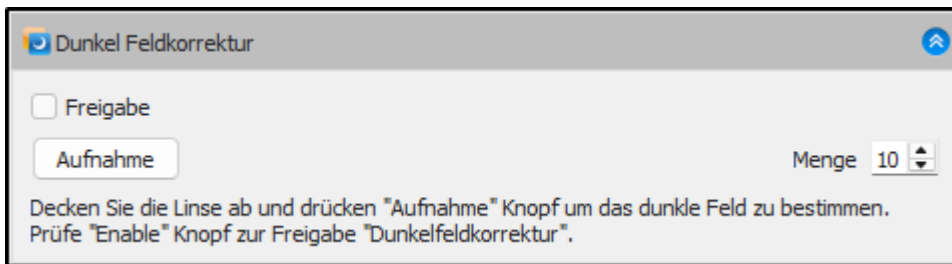 Dunkel Feldkorrektur
Freigabe
Aufnahme Menge 10
Decken Sie die Linse ab und drücken "Aufnahme" Knopf um das dunkle Feld zu bestimmen.
Prüfe "Enable" Knopf zur Freigabe "Dunkelfeldkorrektur".